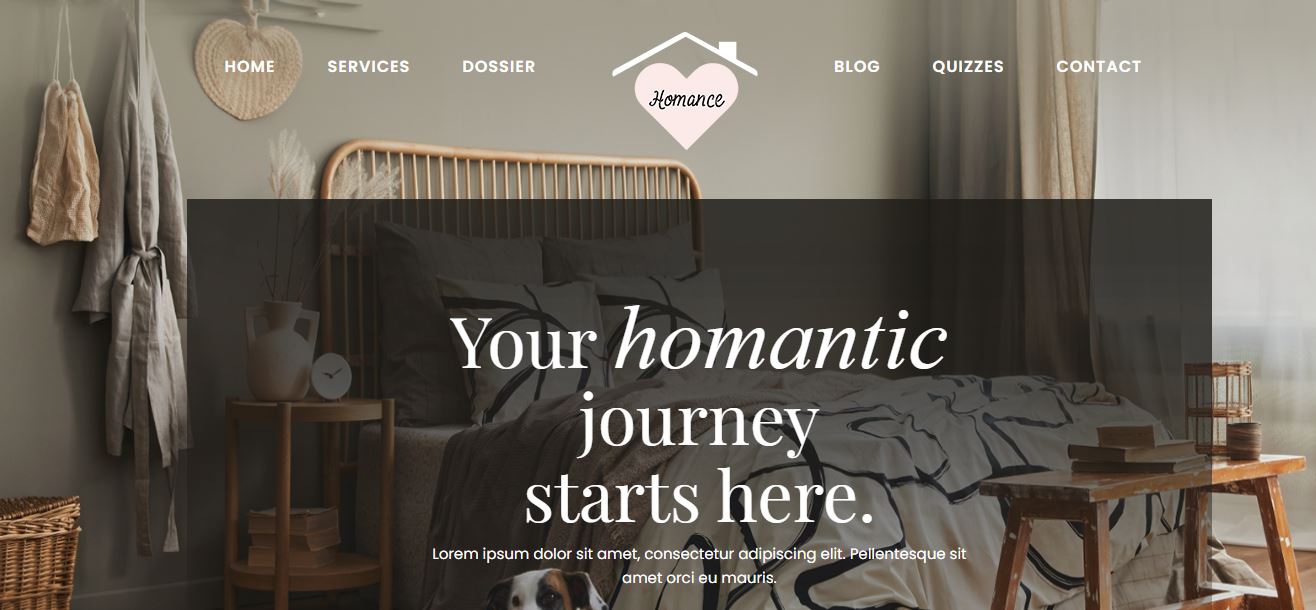 HOME SERVICES DOSSIER Homance BLOG QUIZZES CONTACT
Your homantic
journey
starts here.
Lorem ipsum dolor sit amet, consectetur adipiscing elit. Pellentesque sit
amet orci eu mauris.